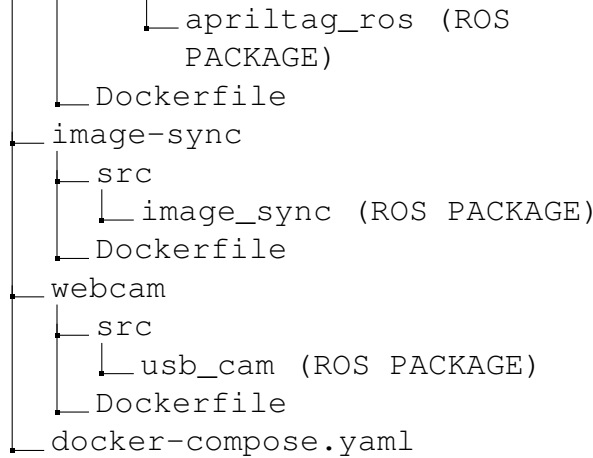 apriltag_ros (ROS
PACKAGE)
Dockerfile
image-sync
src
image_sync (ROS PACKAGE)
Dockerfile
webcam
src
usb_cam (ROS PACKAGE)
Dockerfile
docker-compose.yaml